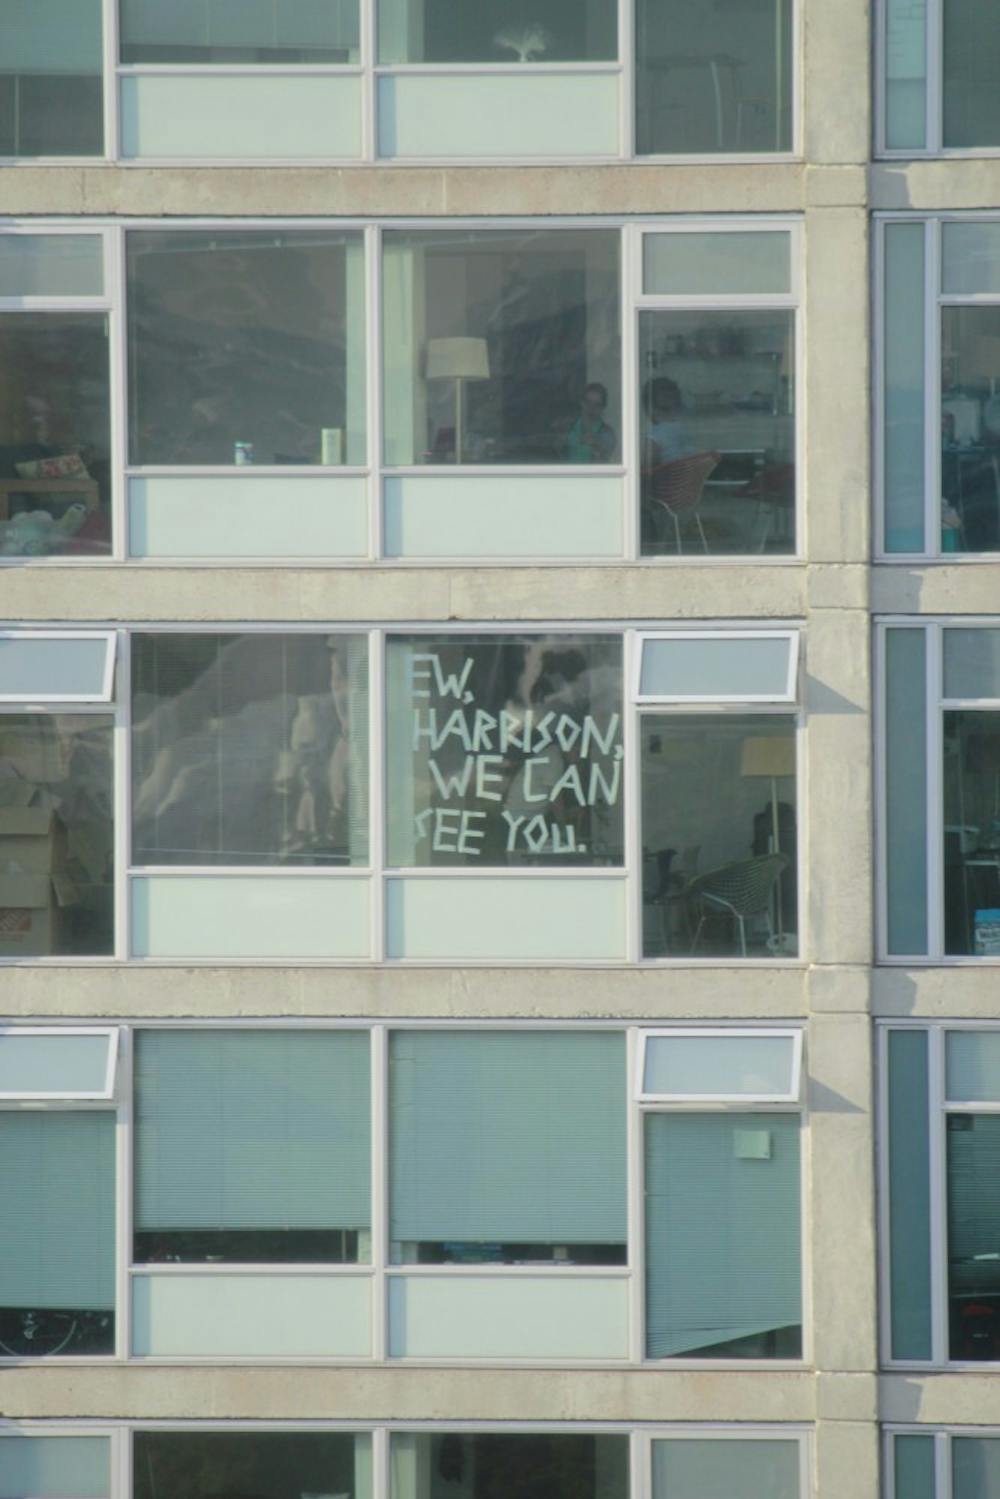 EW,
HARRISON,
WE CAN
SEE YOU.